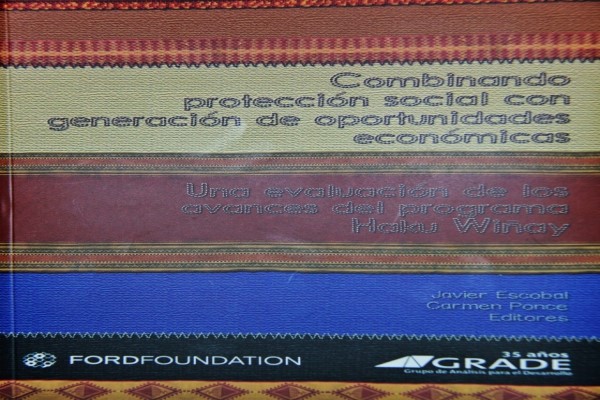 Combinando
protección social con
generación de oportunidades
económicas
Una evaluación de los
avances del programa
Haku Wiñay
Javier Escobal
Carmen Ponce
Editores
FORDFOUNDATION
35 años
GRADE
Grupo de Análisis para el Desarrollo